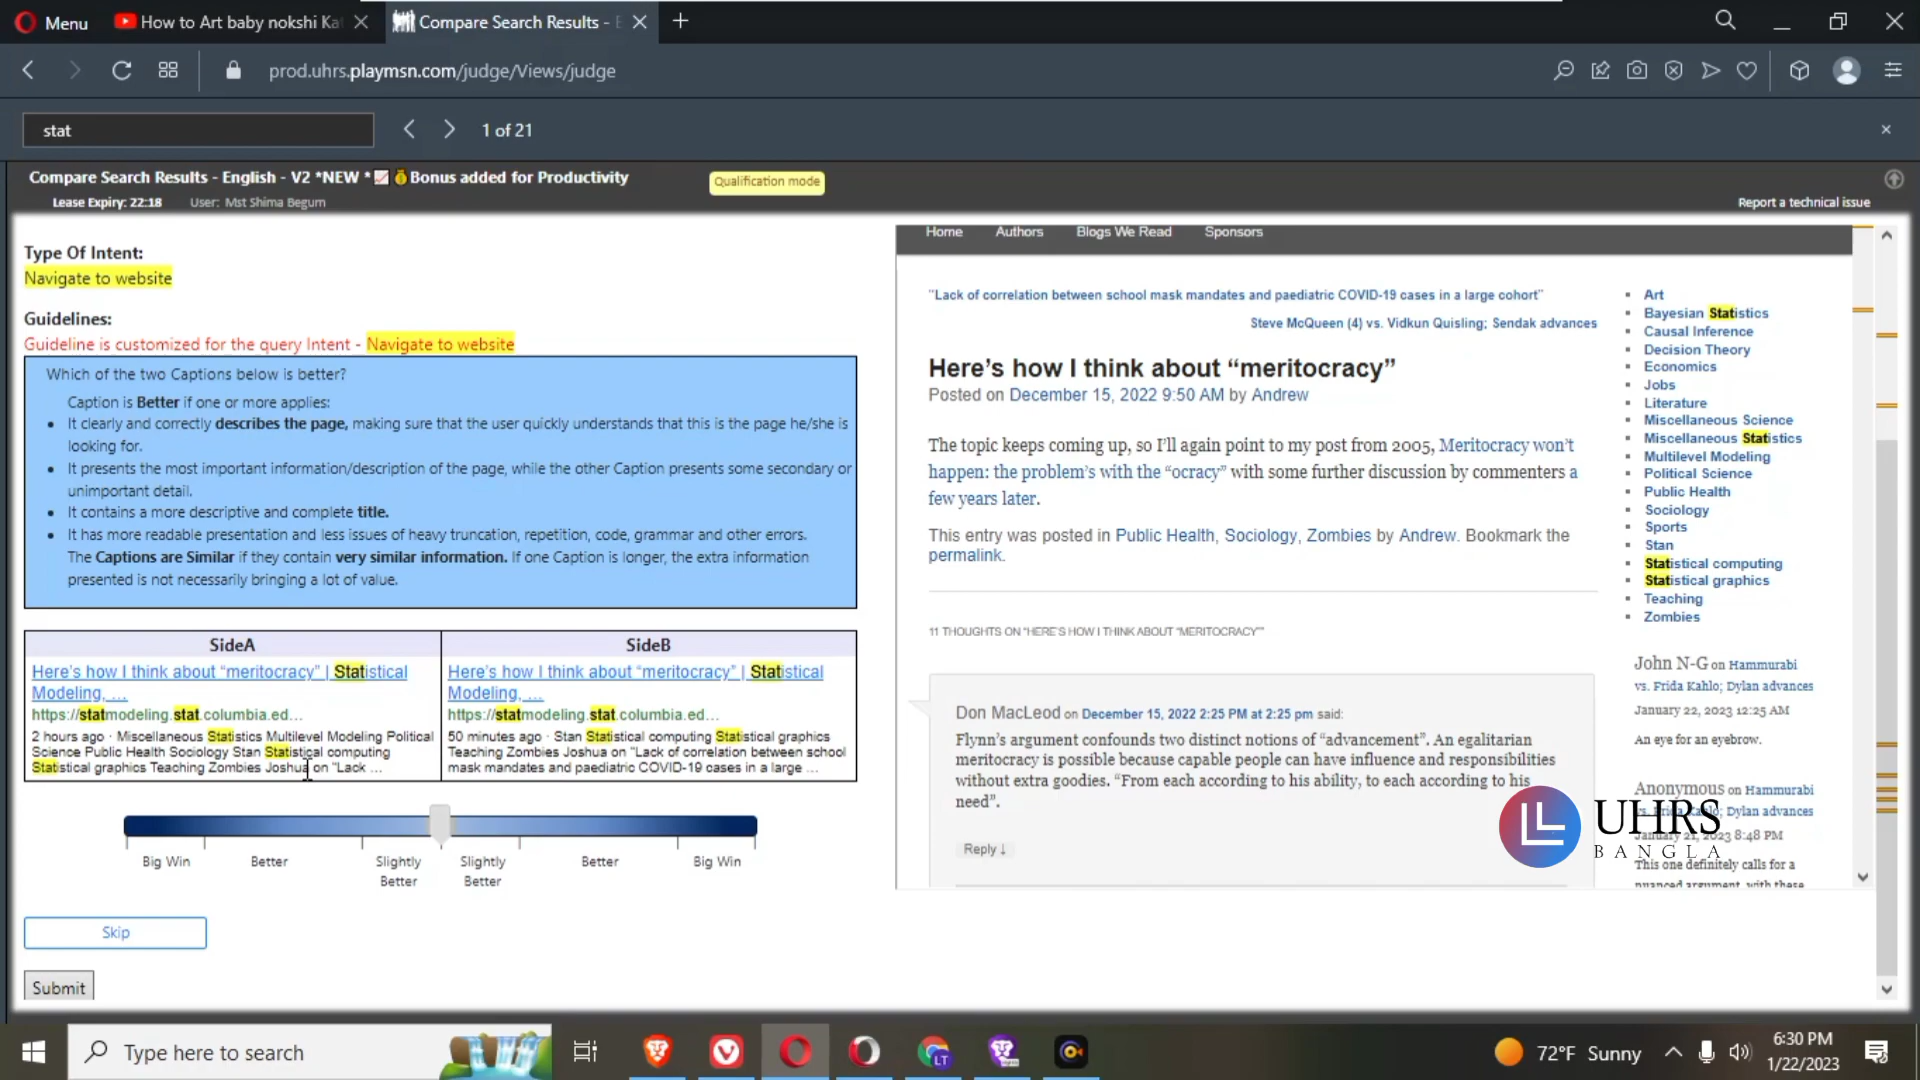 Menu
How to Art baby nokshi Ka
Compare Search Results -
prod.uhrs.playmsn.com/judge/Views/judge
stat
1 of 21
Compare Search Results - English - V2 *NEW *📈💰Bonus added for Productivity
Qualification mode
Lease Expiry: 22:18 User: Mst Shima Begum
Report a technical issue
Type Of Intent:
Navigate to website
Guidelines:
Guideline is customized for the query Intent - Navigate to website
Which of the two Captions below is better?
Caption is Better if one or more applies:
• It clearly and correctly describes the page, making sure that the user quickly understands that this is the page he/she is
looking for.
• It presents the most important information/description of the page, while the other Caption presents some secondary or
unimportant detail.
• It contains a more descriptive and complete title.
• It has more readable presentation and less issues of heavy truncation, repetition, code, grammar and other errors.
The Captions are Similar if they contain very similar information. If one Caption is longer, the extra information
presented is not necessarily bringing a lot of value.
SideA
Here's how I think about “meritocracy” | Statistical
Modeling, ...
https://statmodeling.stat.columbia.ed...
2 hours ago · Miscellaneous Statistics Multilevel Modeling Political
Science Public Health Sociology Stan Statistical computing
Statistical graphics Teaching Zombies Joshua on "Lack ...
SideB
Here's how I think about “meritocracy” | Statistical
Modeling, ...
https://statmodeling.stat.columbia.ed...
50 minutes ago · Stan Statistical computing Statistical graphics
Teaching Zombies Joshua on "Lack of correlation between school
mask mandates and paediatric COVID-19 cases in a large ...
Big Win
Better
Slightly
Better
Slightly
Better
Better
Big Win
Skip
Submit
Home Authors Blogs We Read Sponsors
"Lack of correlation between school mask mandates and paediatric COVID-19 cases in a large cohort"
Steve McQueen (4) vs. Vidkun Quisling; Sendak advances
Here’s how I think about “meritocracy”
Posted on December 15, 2022 9:50 AM by Andrew
The topic keeps coming up, so I’ll again point to my post from 2005, Meritocracy won’t
happen: the problem’s with the “ocracy” with some further discussion by commenters a
few years later.
This entry was posted in Public Health, Sociology, Zombies by Andrew. Bookmark the
permalink.
11 THOUGHTS ON “HERE’S HOW I THINK ABOUT “MERITOCRACY””
Don MacLeod on December 15, 2022 2:25 PM at 2:25 pm said:
Flynn’s argument confounds two distinct notions of “advancement”. An egalitarian
meritocracy is possible because capable people can have influence and responsibilities
without extra goodies. “From each according to his ability, to each according to his
need”.
Reply ↓
Art
Bayesian Statistics
Causal Inference
Decision Theory
Economics
Jobs
Literature
Miscellaneous Science
Miscellaneous Statistics
Multilevel Modeling
Political Science
Public Health
Sociology
Sports
Stan
Statistical computing
Statistical graphics
Teaching
Zombies
John N-G on Hammurabi
vs. Frida Kahlo; Dylan advances
January 22, 2023 12:25 AM
An eye for an eyebrow.
Anonymous on Hammurabi
vs. Frida Kahlo; Dylan advances
January 21, 2023 8:48 PM
This one definitely calls for a
nuanced argument, with these
UHRS
BANGLA
Type here to search
LT
72°F Sunny
6:30 PM
1/22/2023